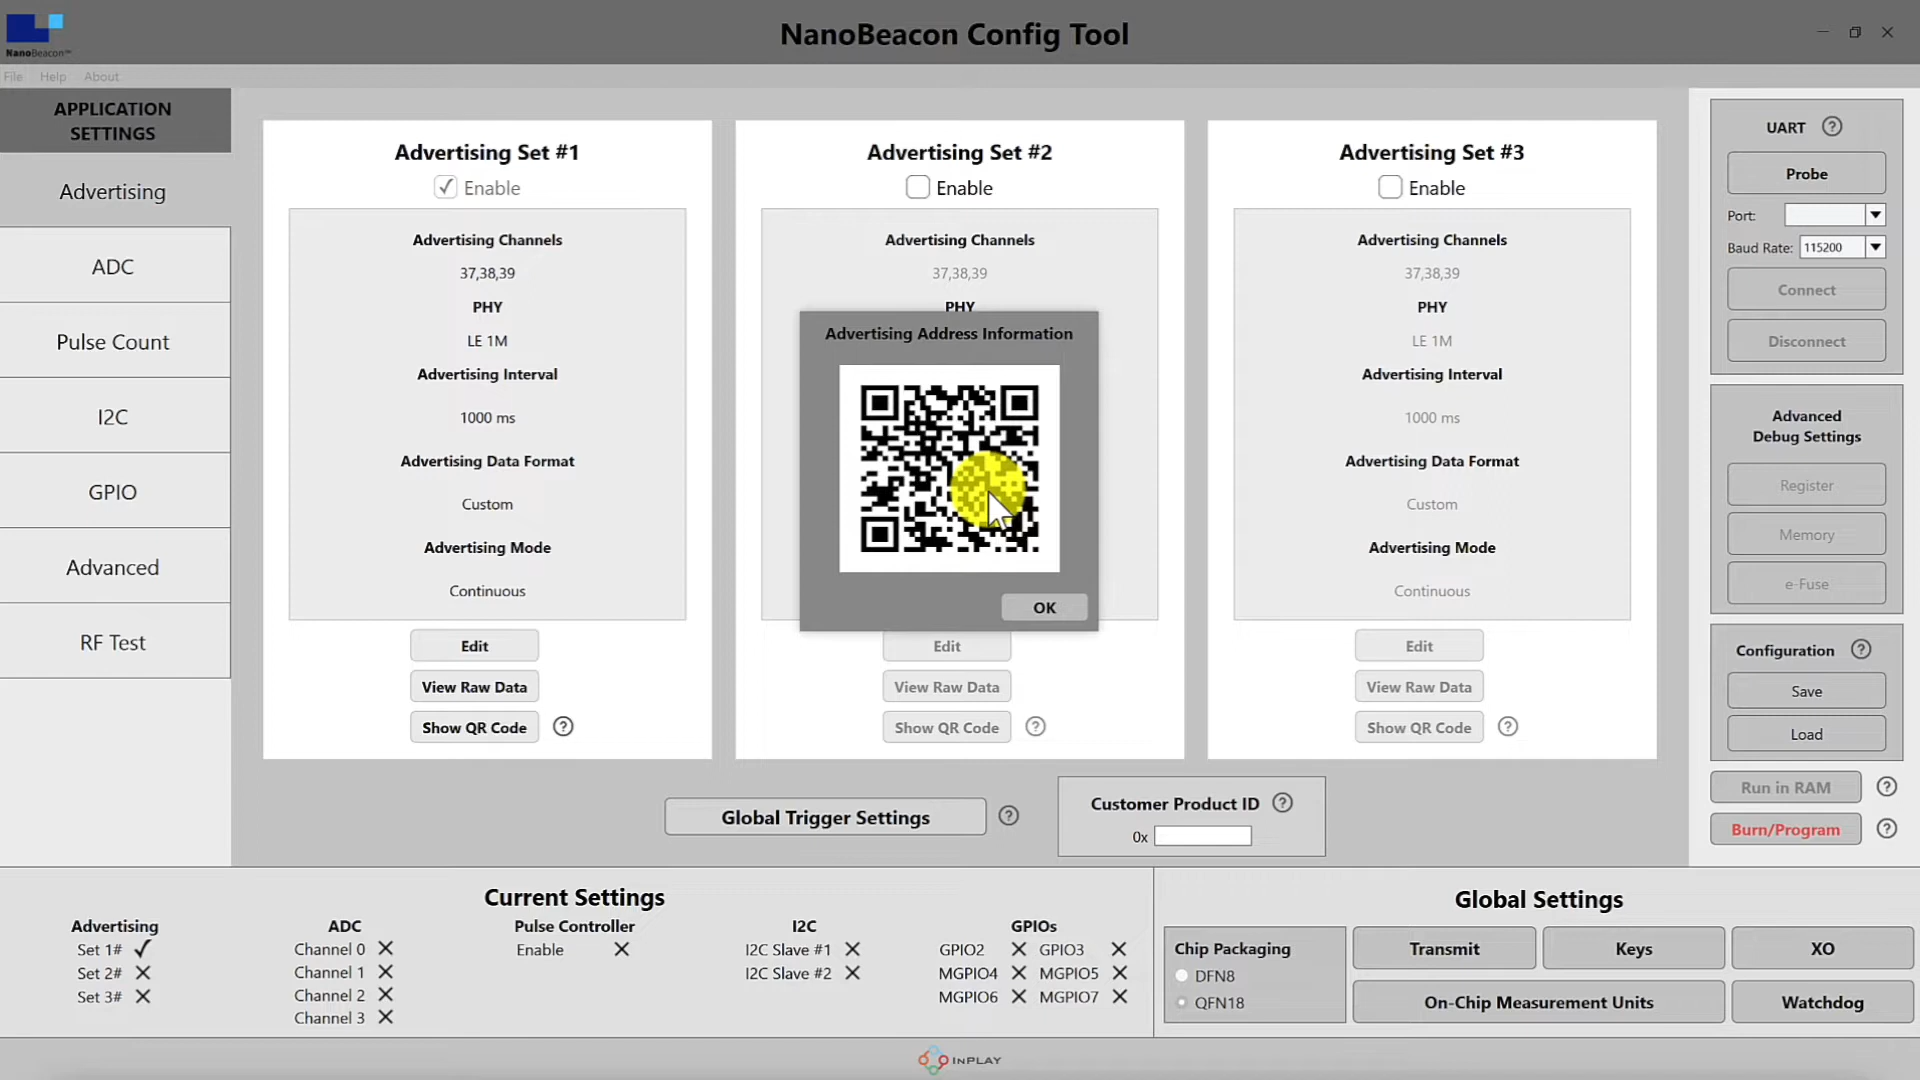 NanoBeacon™
NanoBeacon Config Tool
File Help About
APPLICATION
SETTINGS
Advertising
ADC
Pulse Count
I2C
GPIO
Advanced
RF Test
Advertising Set #1
Enable
Advertising Channels
37,38,39
PHY
LE 1M
Advertising Interval
1000 ms
Advertising Data Format
Custom
Advertising Mode
Continuous
Edit
View Raw Data
Show QR Code ?
Advertising Set #2
Enable
Advertising Channels
37,38,39
PHY
Advertising Address Information
OK
Edit
View Raw Data
Show QR Code ?
Advertising Set #3
Enable
Advertising Channels
37,38,39
PHY
LE 1M
Advertising Interval
1000 ms
Advertising Data Format
Custom
Advertising Mode
Continuous
Edit
View Raw Data
Show QR Code ?
Global Trigger Settings ?
Customer Product ID ?
0x
UART ?
Probe
Port:
Baud Rate: 115200
Connect
Disconnect
Advanced
Debug Settings
Register
Memory
e-Fuse
Configuration ?
Save
Load
Run in RAM ?
Burn/Program ?
Current Settings
Advertising
Set 1#
Set 2#
Set 3#
ADC
Channel 0
Channel 1
Channel 2
Channel 3
Pulse Controller
Enable
I2C
I2C Slave #1
I2C Slave #2
GPIOs
GPIO2 GPIO3
MGPIO4 MGPIO5
MGPIO6 MGPIO7
Global Settings
Chip Packaging
DFN8
QFN18
Transmit
Keys
XO
On-Chip Measurement Units
Watchdog
INPLAY